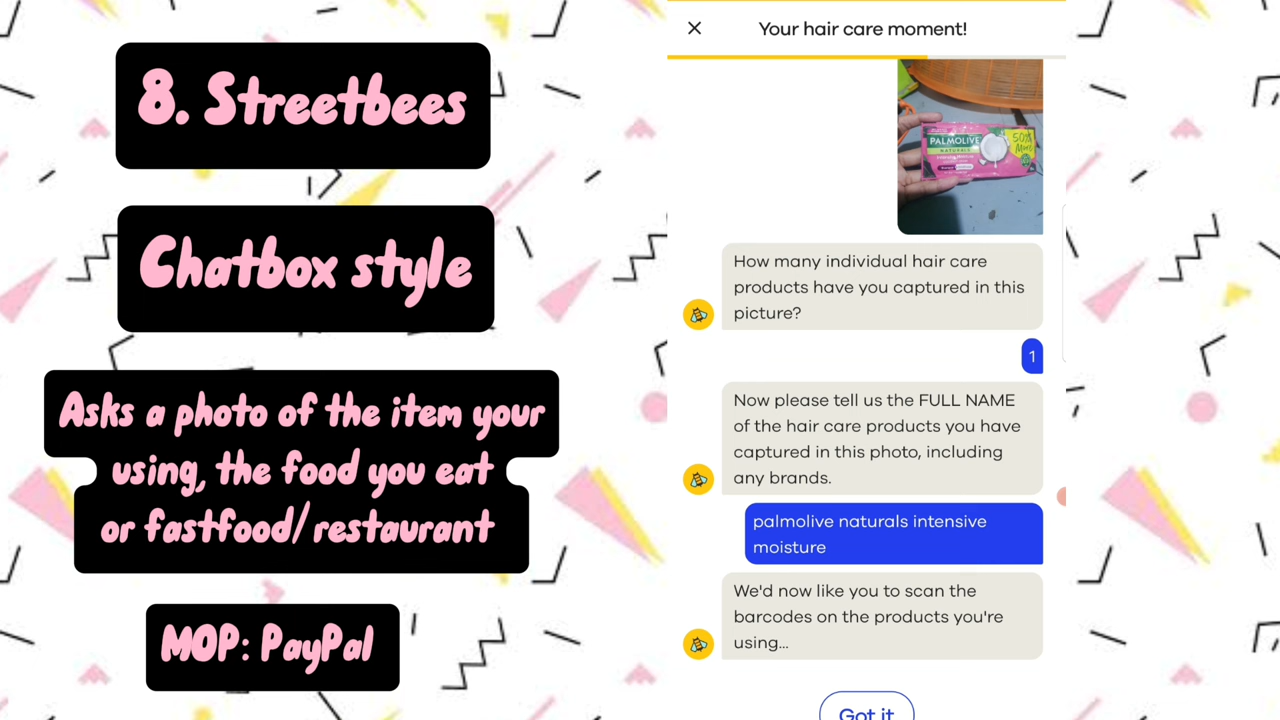 8. Streetbees
Chatbox style
Asks a photo of the item your
using, the food you eat
or fastfood/restaurant
MOP: PayPal
Your hair care moment!
PALMOLIVE
NATURALS
50%
More
How many individual hair care
products have you captured in this
picture?
1
Now please tell us the FULL NAME
of the hair care products you have
captured in this photo, including
any brands.
palmolive naturals intensive
moisture
We'd now like you to scan the
barcodes on the products you're
using...
Got it